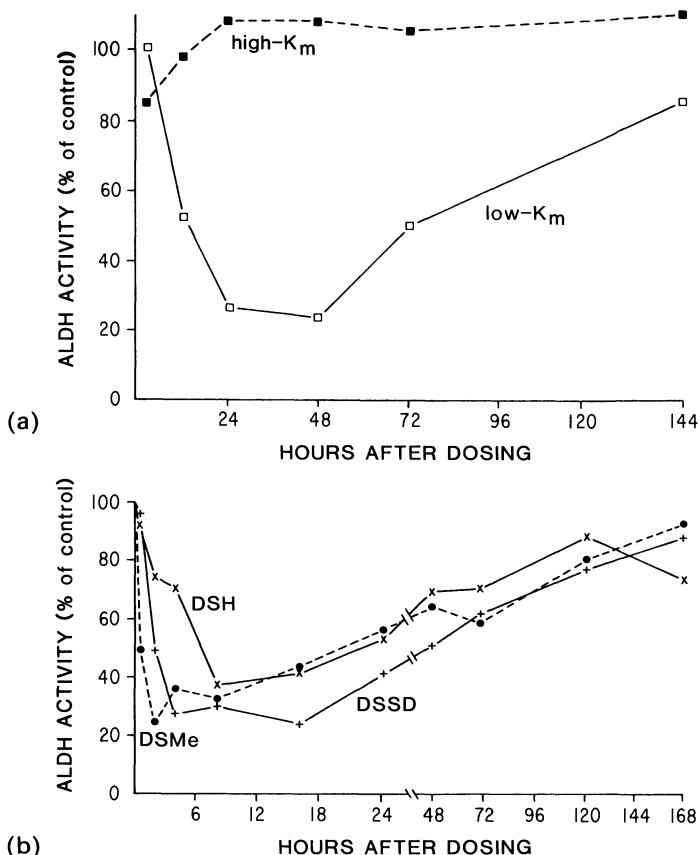 ALDH ACTIVITY (% of control)
100
80
60
40
20
0
high-Km
low-Km
24
48
72
96
120
144
HOURS AFTER DOSING
(a)
ALDH ACTIVITY (% of control)
100
80
60
40
20
0
DSH
DSMe
DSSD
6
12
18
24
48
72
96
120
144
168
HOURS AFTER DOSING
(b)